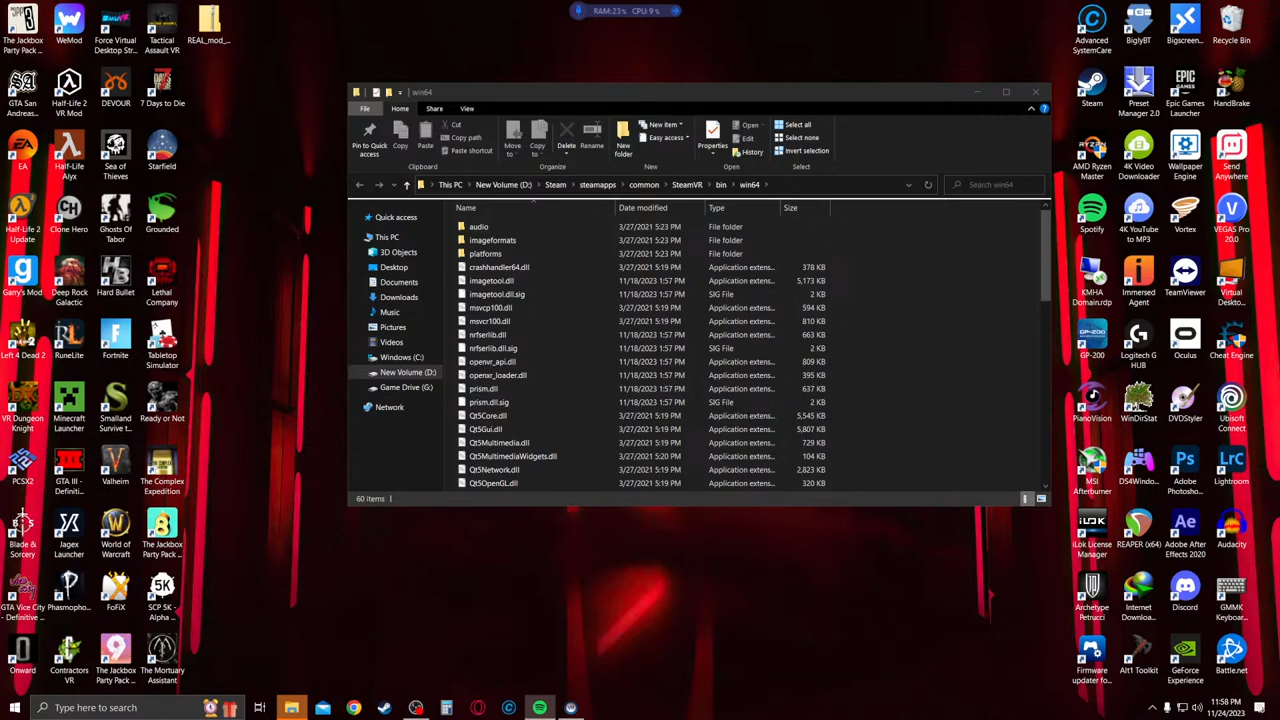 RAM:23% CPU: 9%
The Jackbox
Party Pack ...
WeMod
Force Virtual
Desktop Str...
Tactical
Assault VR
REAL_mod_...
GTA San
Andreas...
Half-Life 2
VR Mod
DEVOUR
7 Days to Die
EA
Half-Life
Alyx
Sea of
Thieves
Starfield
Half-Life 2
Update
Clone Hero
Ghosts Of
Tabor
Grounded
Garry's Mod
Deep Rock
Galactic
Hard Bullet
Lethal
Company
Left 4 Dead 2
RuneLite
Fortnite
Tabletop
Simulator
VR Dungeon
Knight
Minecraft
Launcher
Smalland
Survive t...
Ready or Not
PCSX2
GTA III -
Definiti...
Valheim
The Complex
Expedition
Blade &
Sorcery
Jagex
Launcher
World of
Warcraft
The Jackbox
Party Pack ...
GTA Vice City
- Definitive ...
Phasmopho...
FoFiX
SCP 5K -
Alpha ...
Onward
Contractors
VR
The Jackbox
Party Pack ...
The Mortuary
Assistant
win64
File
Home
Share
View
Pin to Quick
access
Copy
Paste
Cut
Copy path
Paste shortcut
Clipboard
Move
to
Copy
to
Delete
Rename
Organize
New
folder
New item
Easy access
New
Properties
Open
Edit
History
Open
Select all
Select none
Invert selection
Select
This PC
New Volume (D:)
Steam
steamapps
common
SteamVR
bin
win64
Search win64
Quick access
This PC
3D Objects
Desktop
Documents
Downloads
Music
Pictures
Videos
Windows (C:)
New Volume (D:)
Game Drive (G:)
Network
Name Date modified Type Size
audio 3/27/2021 5:23 PM File folder
imageformats 3/27/2021 5:23 PM File folder
platforms 3/27/2021 5:23 PM File folder
crashhandler64.dll 3/27/2021 5:19 PM Application extens... 378 KB
imagetool.dll 11/18/2023 1:57 PM Application extens... 5,173 KB
imagetool.dll.sig 11/18/2023 1:57 PM SIG File 2 KB
msvcp100.dll 3/27/2021 5:19 PM Application extens... 594 KB
msvcr100.dll 3/27/2021 5:19 PM Application extens... 810 KB
nrfserlib.dll 11/18/2023 1:57 PM Application extens... 663 KB
nrfserlib.dll.sig 11/18/2023 1:57 PM SIG File 2 KB
openvr_api.dll 11/18/2023 1:57 PM Application extens... 809 KB
openxr_loader.dll 11/18/2023 1:57 PM Application extens... 395 KB
prism.dll 11/18/2023 1:57 PM Application extens... 637 KB
prism.dll.sig 11/18/2023 1:57 PM SIG File 2 KB
Qt5Core.dll 3/27/2021 5:19 PM Application extens... 5,545 KB
Qt5Gui.dll 3/27/2021 5:19 PM Application extens... 5,807 KB
Qt5Multimedia.dll 3/27/2021 5:19 PM Application extens... 729 KB
Qt5MultimediaWidgets.dll 3/27/2021 5:20 PM Application extens... 104 KB
Qt5Network.dll 3/27/2021 5:19 PM Application extens... 2,823 KB
Qt5OpenGL.dll 3/27/2021 5:19 PM Application extens... 320 KB
60 items
Advanced
SystemCare
BiglyBT
Bigscreen...
Recycle Bin
Steam
Preset
Manager 2.0
Epic Games
Launcher
HandBrake
AMD Ryzen
Master
4K Video
Downloader
Wallpaper
Engine
Send
Anywhere
Spotify
4K YouTube
to MP3
Vortex
VEGAS Pro
20.0
KMHA
Domain.rdp
Immersed
Agent
TeamViewer
Virtual
Deskto...
GP-200
Logitech G
HUB
Oculus
Cheat Engine
PianoVision
WinDirStat
DVDStyler
Ubisoft
Connect
MSI
Afterburner
DS4Window...
Adobe
Photosho...
Lightroom
iLok License
Manager
REAPER (x64)
Adobe After
Effects 2020
Audacity
Archetype
Petrucci
Internet
Downloa...
Discord
GMMK
Keyboar...
Firmware
updater fo...
Alt1 Toolkit
GeForce
Experience
Battle.net
Type here to search
11:58 PM
11/24/2023